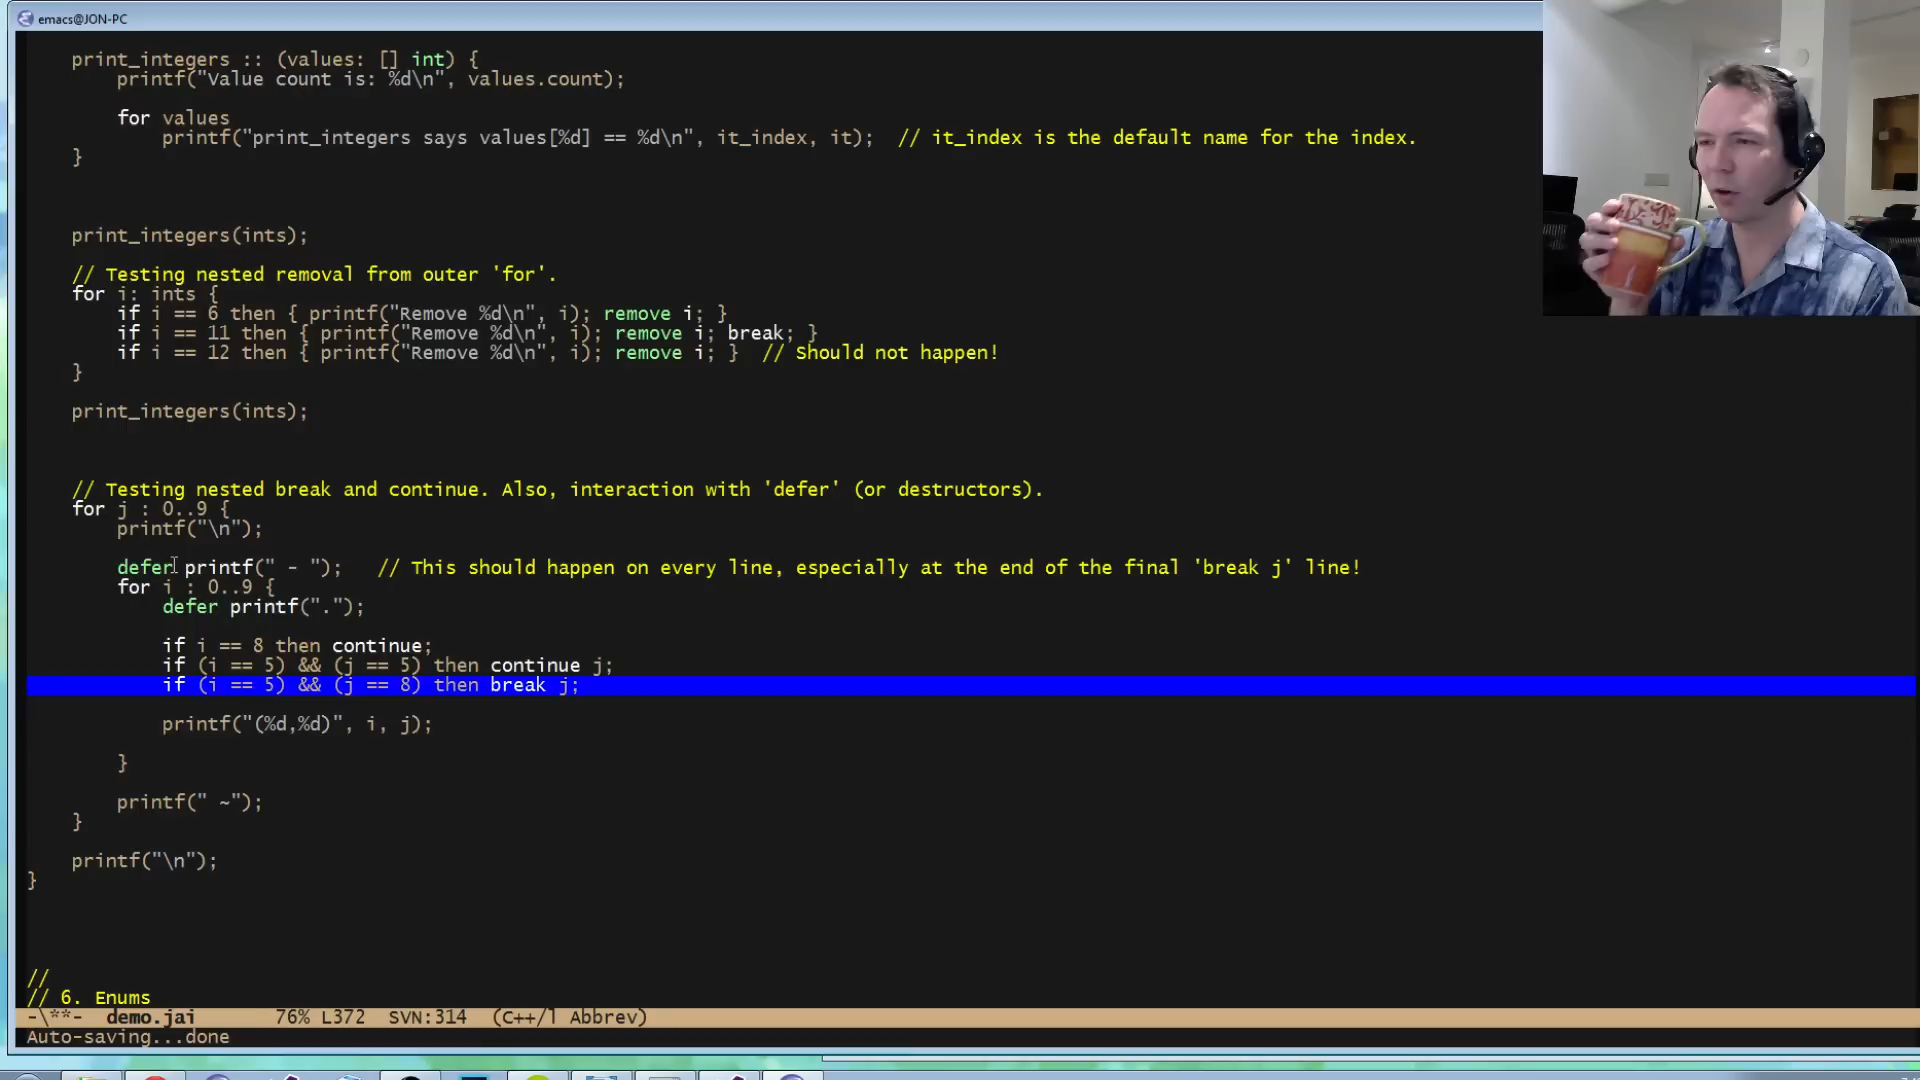 emacs@JON-PC
print_integers :: (values: [] int) {
printf("Value count is: %d\n", values.count);
for values
printf("print_integers says values[%d] == %d\n", it_index, it);  // it_index is the default name for the index.
}
print_integers(ints);
// Testing nested removal from outer 'for'.
for i: ints {
if i == 6 then { printf("Remove %d\n", i); remove i; }
if i == 11 then { printf("Remove %d\n", i); remove i; break; }
if i == 12 then { printf("Remove %d\n", i); remove i; }  // Should not happen!
}
print_integers(ints);
// Testing nested break and continue. Also, interaction with 'defer' (or destructors).
for j : 0..9 {
printf("\n");
defer printf(" - ");   // This should happen on every line, especially at the end of the final 'break j' line!
for i : 0..9 {
defer printf(".");
if i == 8 then continue;
if (i == 5) && (j == 5) then continue j;
if (i == 5) && (j == 8) then break j;
printf("(%d,%d)", i, j);
}
printf(" ~");
}
printf("\n");
}
//
// 6. Enums
-\**-  demo.jai       76% L372  SVN:314  (C++/l Abbrev)
Auto-saving...done